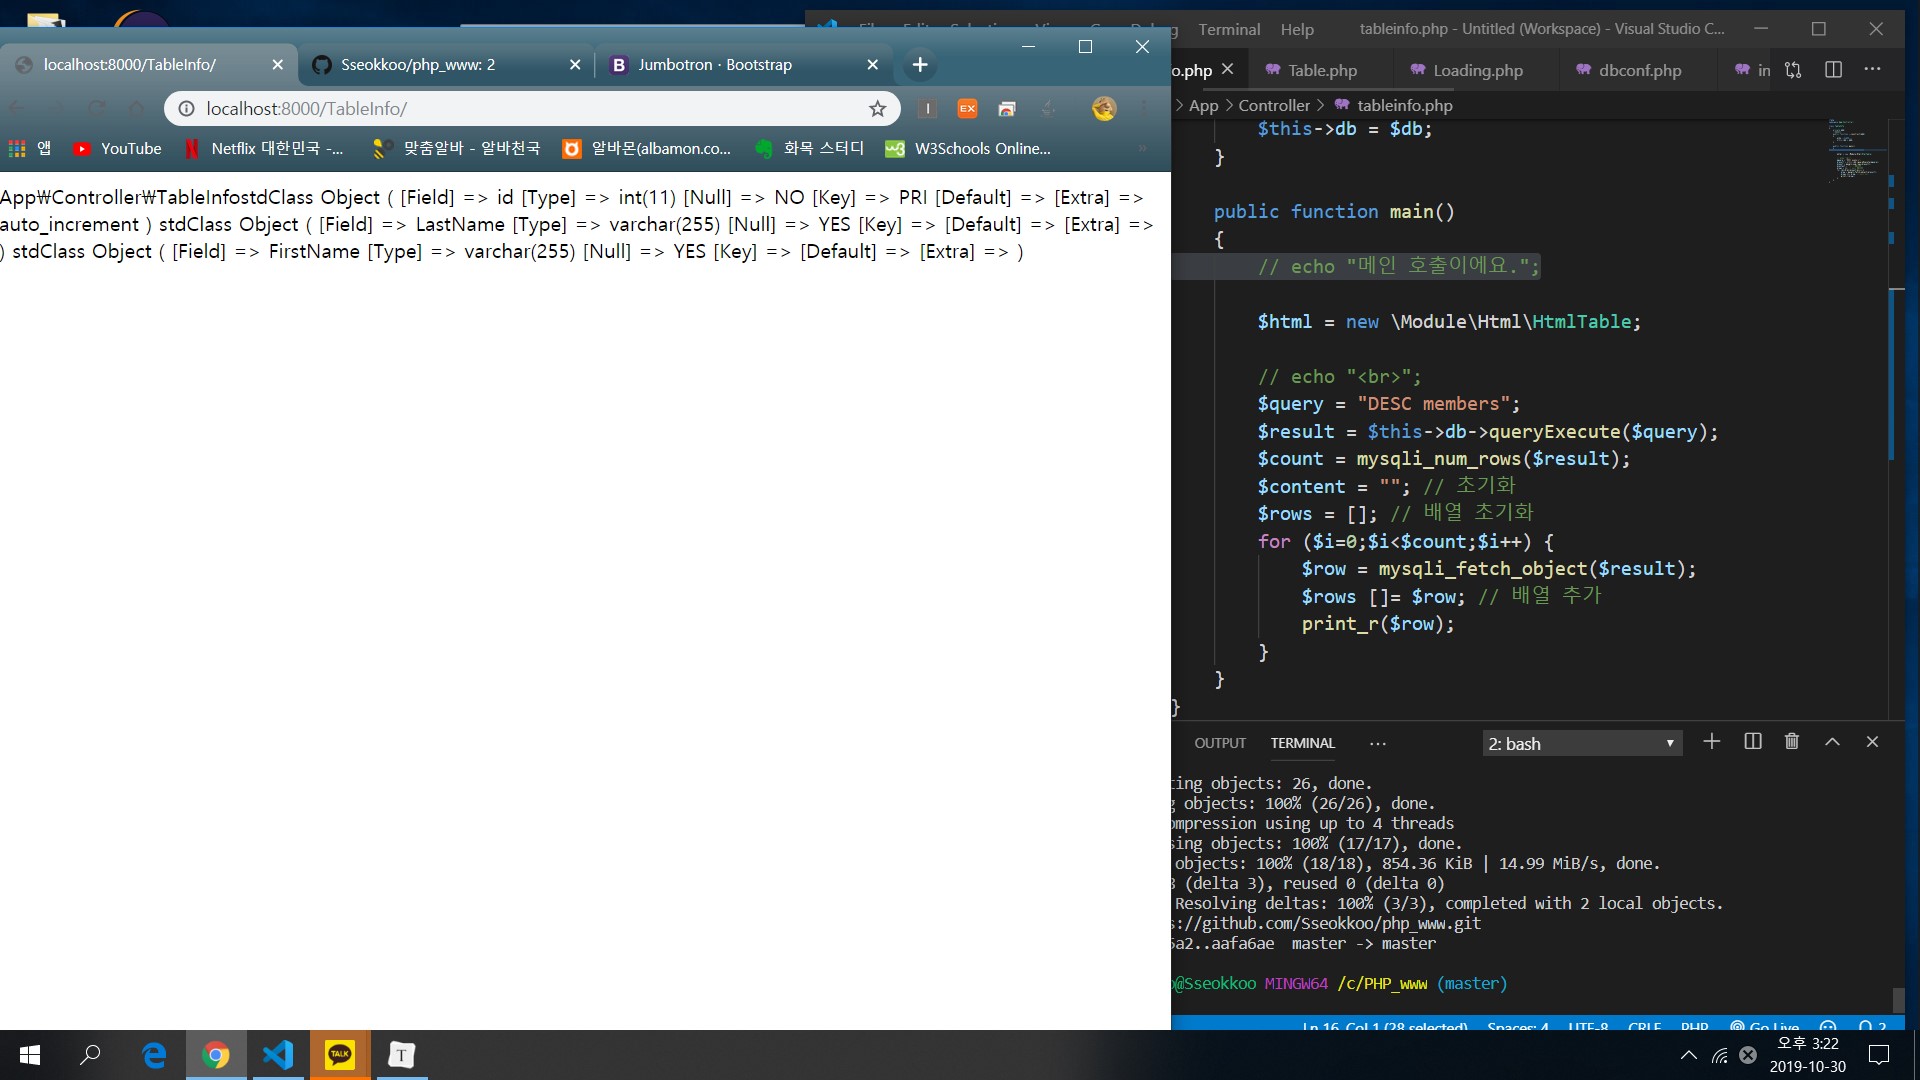 Terminal Help tableinfo.php - Untitled (Workspace) - Visual Studio C...
localhost:8000/TableInfo/
Sseokkoo/php_www: 2
Jumbotron · Bootstrap
localhost:8000/TableInfo/
앱 YouTube Netflix 대한민국 -... 맞춤알바 - 알바천국 알바몬(albamon.co... 화목 스터디 W3Schools Online...
App₩Controller₩TableInfostdClass Object ( [Field] => id [Type] => int(11) [Null] => NO [Key] => PRI [Default] => [Extra] =>
auto_increment ) stdClass Object ( [Field] => LastName [Type] => varchar(255) [Null] => YES [Key] => [Default] => [Extra] =>
) stdClass Object ( [Field] => FirstName [Type] => varchar(255) [Null] => YES [Key] => [Default] => [Extra] => )
o.php Table.php Loading.php dbconf.php in
App > Controller > tableinfo.php
$this->db = $db;
}
public function main()
{
// echo "메인 호출이에요.";
$html = new \Module\Html\HtmlTable;
// echo "<br>";
$query = "DESC members";
$result = $this->db->queryExecute($query);
$count = mysqli_num_rows($result);
$content = ""; // 초기화
$rows = []; // 배열 초기화
for ($i=0;$i<$count;$i++) {
$row = mysqli_fetch_object($result);
$rows []= $row; // 배열 추가
print_r($row);
}
}
}
OUTPUT TERMINAL ... 2: bash
ting objects: 26, done.
g objects: 100% (26/26), done.
ompression using up to 4 threads
sing objects: 100% (17/17), done.
objects: 100% (18/18), 854.36 KiB | 14.99 MiB/s, done.
(delta 3), reused 0 (delta 0)
Resolving deltas: 100% (3/3), completed with 2 local objects.
s://github.com/Sseokkoo/php_www.git
5a2..aafa6ae master -> master
@Sseokkoo MINGW64 /c/PHP_www (master)
Ln 16, Col 1 (28 selected) Spaces: 4 UTF-8 CRLF PHP Go Live 2
TALK T
오후 3:22
2019-10-30